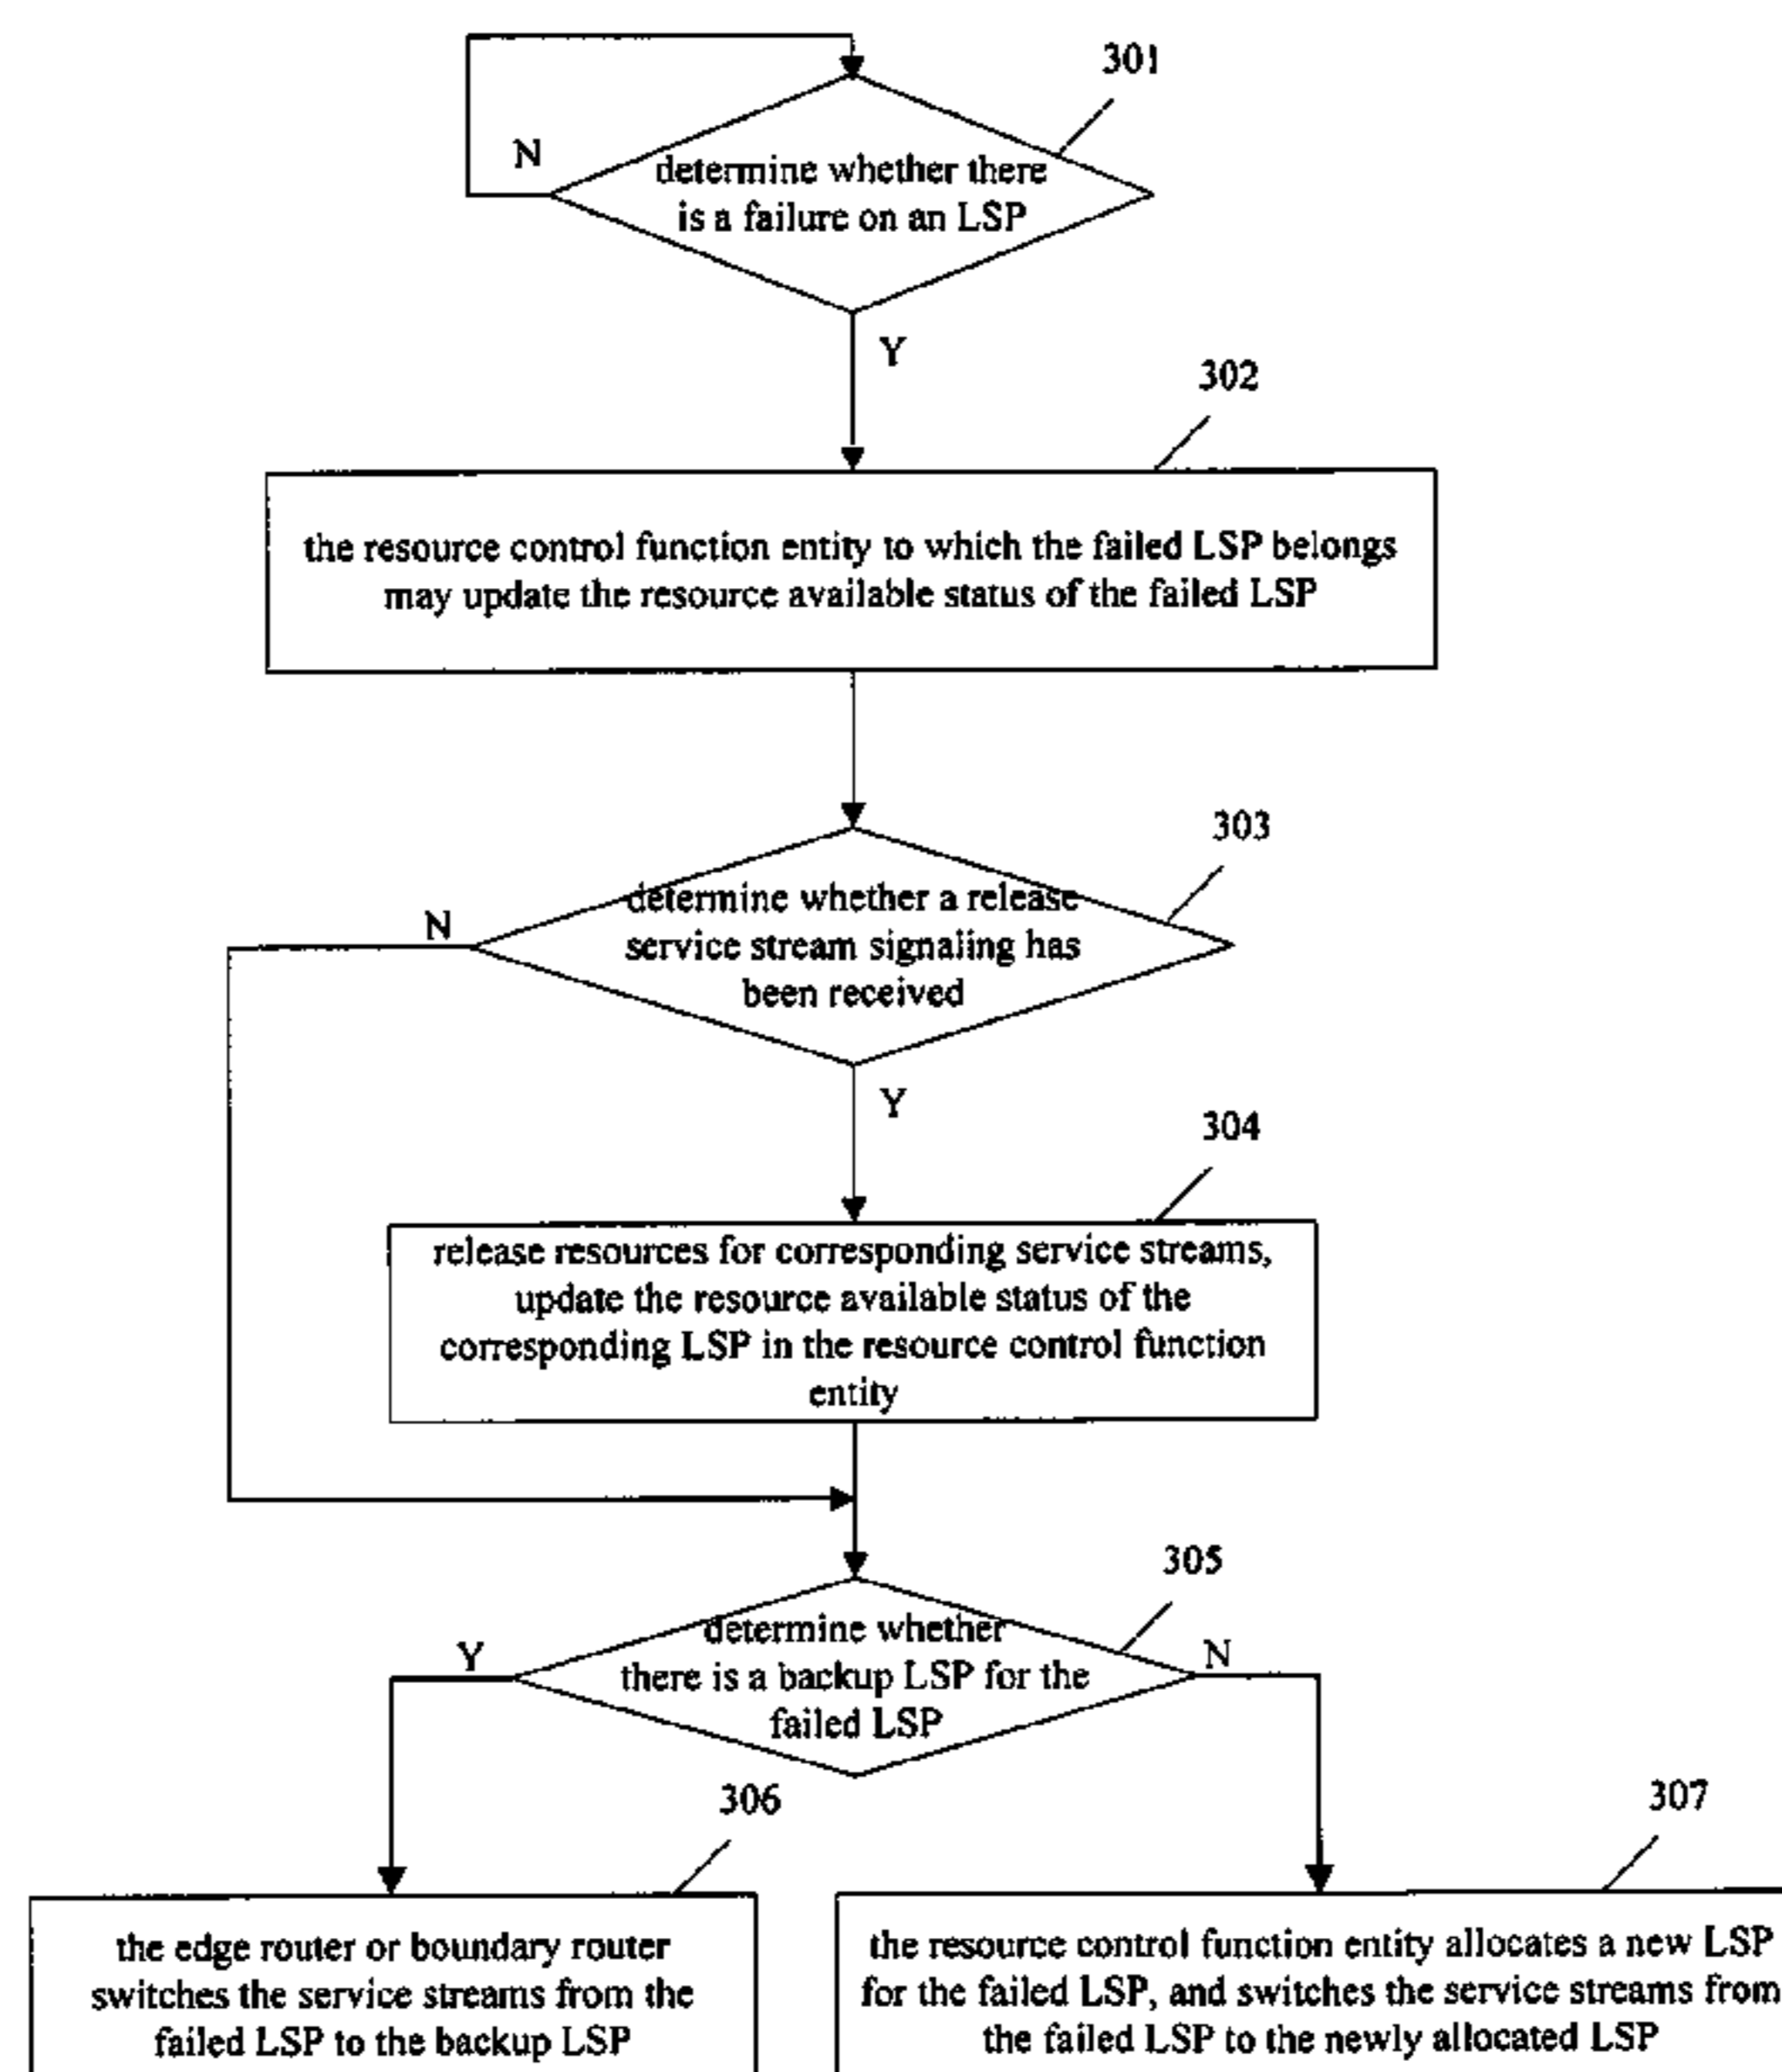 301
N
determine whether there
is a failure on an LSP
Y
302
the resource control function entity to which the failed LSP belongs
may update the resource available status of the failed LSP
303
N
determine whether a release
service stream signaling has
been received
Y
304
release resources for corresponding service streams,
update the resource available status of the
corresponding LSP in the resource control function
entity
305
Y
determine whether
there is a backup LSP for the
failed LSP
N
306
307
the edge router or boundary router
switches the service streams from the
failed LSP to the backup LSP
the resource control function entity allocates a new LSP
for the failed LSP, and switches the service streams from
the failed LSP to the newly allocated LSP